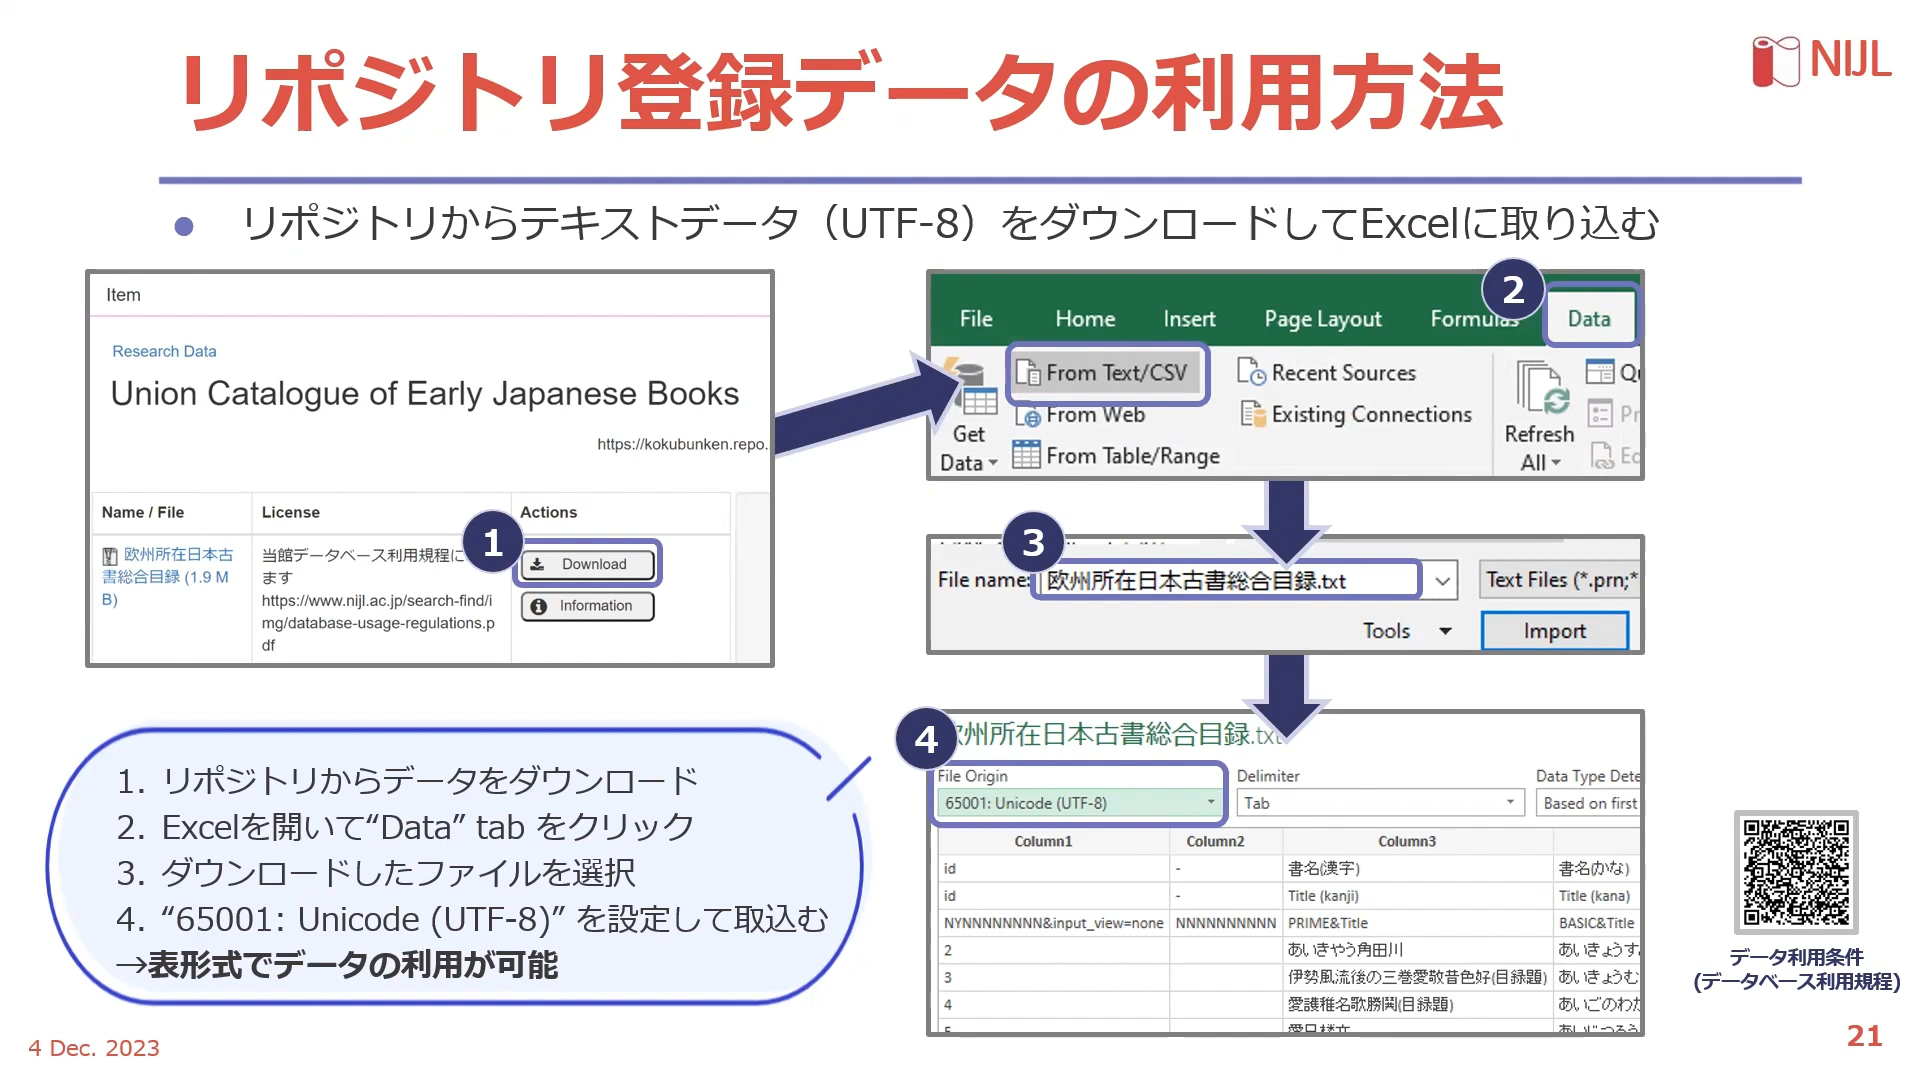 リポジトリ登録データの利用方法
NIJL
● リポジトリからテキストデータ（UTF-8）をダウンロードしてExcelに取り込む
Item
Research Data
Union Catalogue of Early Japanese Books
https://kokubunken.repo.
Name / File
License
Actions
欧州所在日本古
書総合目録 (1.9 M
B)
当館データベース利用規程に
ます
https://www.nijl.ac.jp/search-find/i
mg/database-usage-regulations.p
df
1
Download
Information
2
File Home Insert Page Layout Formulas Data
Get
Data
From Text/CSV
From Web
From Table/Range
Recent Sources
Existing Connections
Refresh
All
3
File name: 欧州所在日本古書総合目録.txt
Text Files (*.prn;*
Tools
Import
4
欧州所在日本古書総合目録.txt
File Origin Delimiter Data Type Dete
65001: Unicode (UTF-8) Tab Based on first
Column1 Column2 Column3
id - 書名(漢字) 書名(かな)
id - Title (kanji) Title (kana)
NYNNNNNNNN&input_view=none NNNNNNNNNN PRIME&Title BASIC&Title
2 あいきやう角田川 あいきょうす
3 伊勢風流後の三巻愛敬昔色好(目録題) あいきょうむ
4 愛護稚名歌勝鬨(目録題) あいごのわか
1. リポジトリからデータをダウンロード
2. Excelを開いて“Data” tab をクリック
3. ダウンロードしたファイルを選択
4. “65001: Unicode (UTF-8)” を設定して取込む
→表形式でデータの利用が可能
データ利用条件
(データベース利用規程)
4 Dec. 2023
21